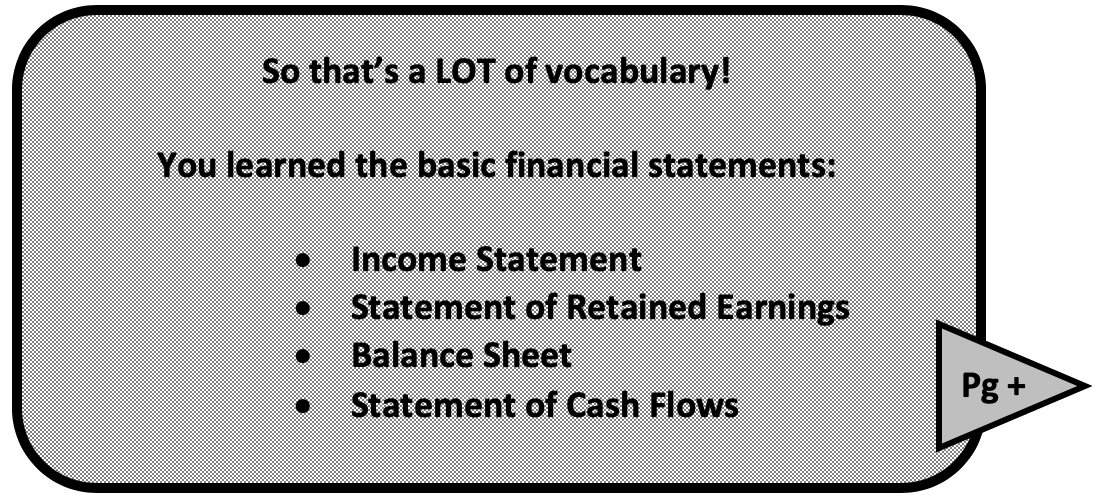 So that’s a LOT of vocabulary!
You learned the basic financial statements:
• Income Statement
• Statement of Retained Earnings
• Balance Sheet
• Statement of Cash Flows
Pg +